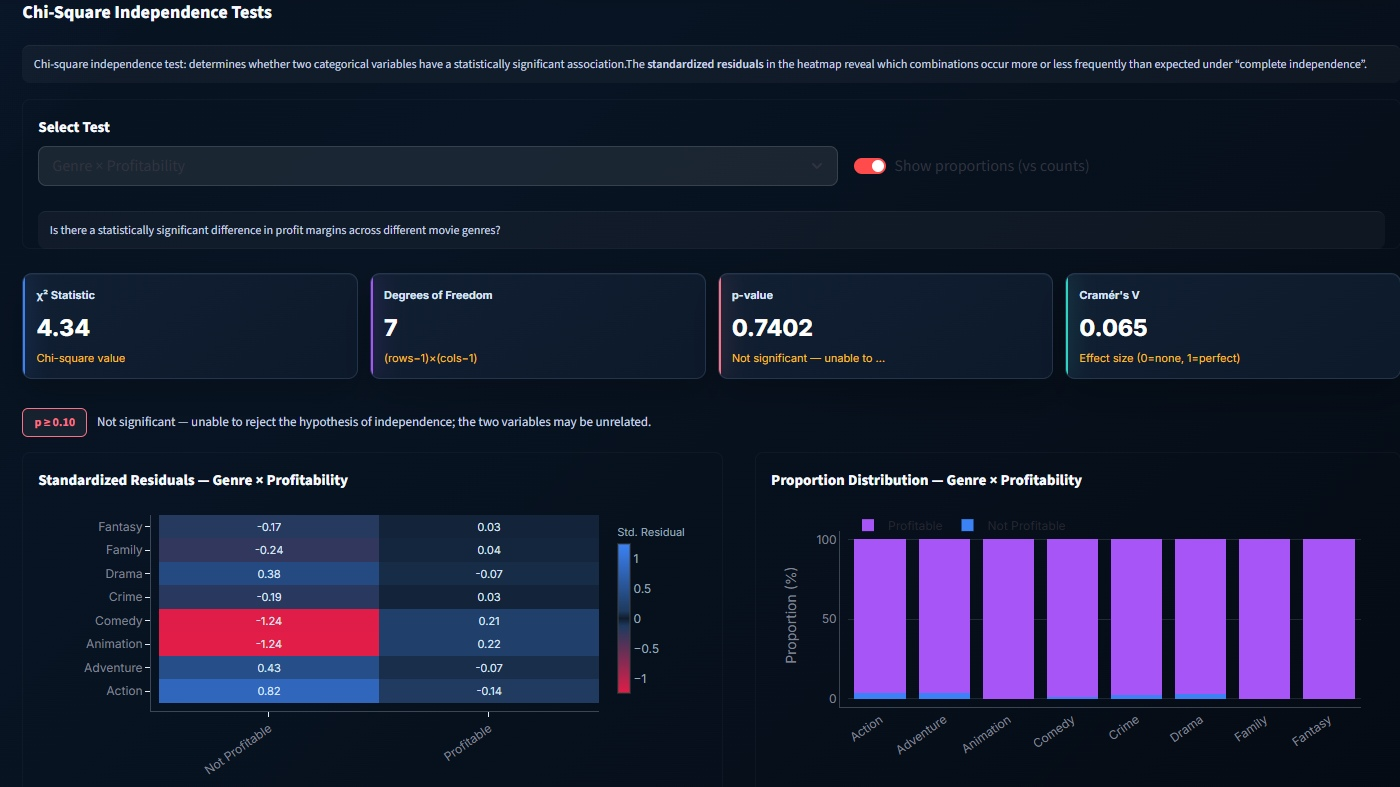 Chi-Square Independence Tests
Chi-square independence test: determines whether two categorical variables have a statistically significant association.The standardized residuals in the heatmap reveal which combinations occur more or less frequently than expected under “complete independence”.
Select Test
Genre × Profitability
Show proportions (vs counts)
Is there a statistically significant difference in profit margins across different movie genres?
χ² Statistic
4.34
Chi-square value
Degrees of Freedom
7
(rows−1)×(cols−1)
p-value
0.7402
Not significant — unable to ...
Cramér's V
0.065
Effect size (0=none, 1=perfect)
p ≥ 0.10 Not significant — unable to reject the hypothesis of independence; the two variables may be unrelated.
Standardized Residuals — Genre × Profitability
Fantasy −0.17 0.03
Family −0.24 0.04
Drama 0.38 −0.07
Crime −0.19 0.03
Comedy −1.24 0.21
Animation −1.24 0.22
Adventure 0.43 −0.07
Action 0.82 −0.14
Not Profitable
Profitable
Std. Residual
1
0.5
0
−0.5
−1
Proportion Distribution — Genre × Profitability
Profitable Not Profitable
Proportion (%)
100
50
0
Action
Adventure
Animation
Comedy
Crime
Drama
Family
Fantasy